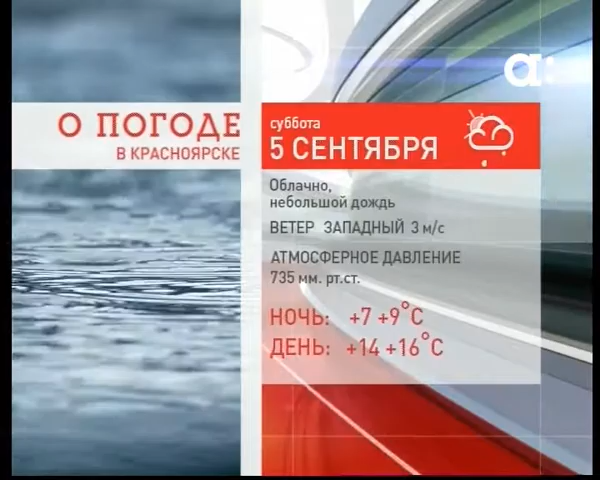 а:
О ПОГОДЕ
В КРАСНОЯРСКЕ
суббота
5 СЕНТЯБРЯ
Облачно,
небольшой дождь
ВЕТЕР ЗАПАДНЫЙ 3 м/с
АТМОСФЕРНОЕ ДАВЛЕНИЕ
735 мм. рт.ст.
НОЧЬ: +7 +9°С
ДЕНЬ: +14 +16°С